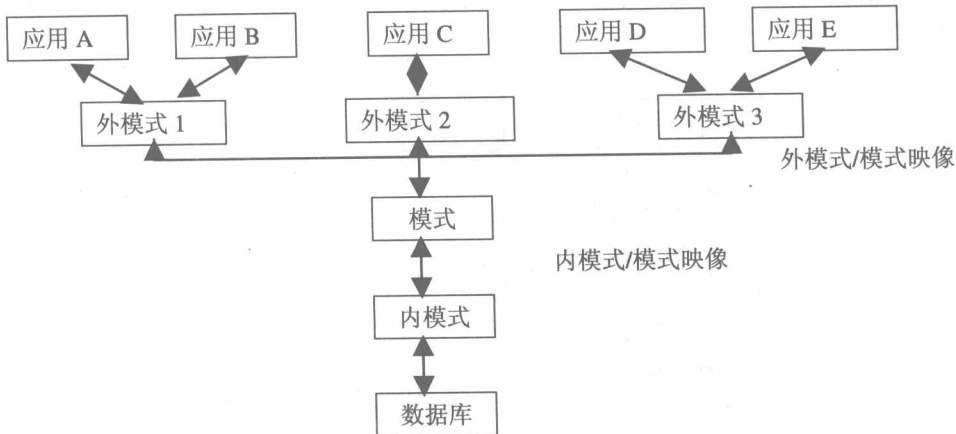 应用 A
应用 B
应用 C
应用 D
应用 E
外模式 1
外模式 2
外模式 3
外模式/模式映像
模式
内模式/模式映像
内模式
数据库